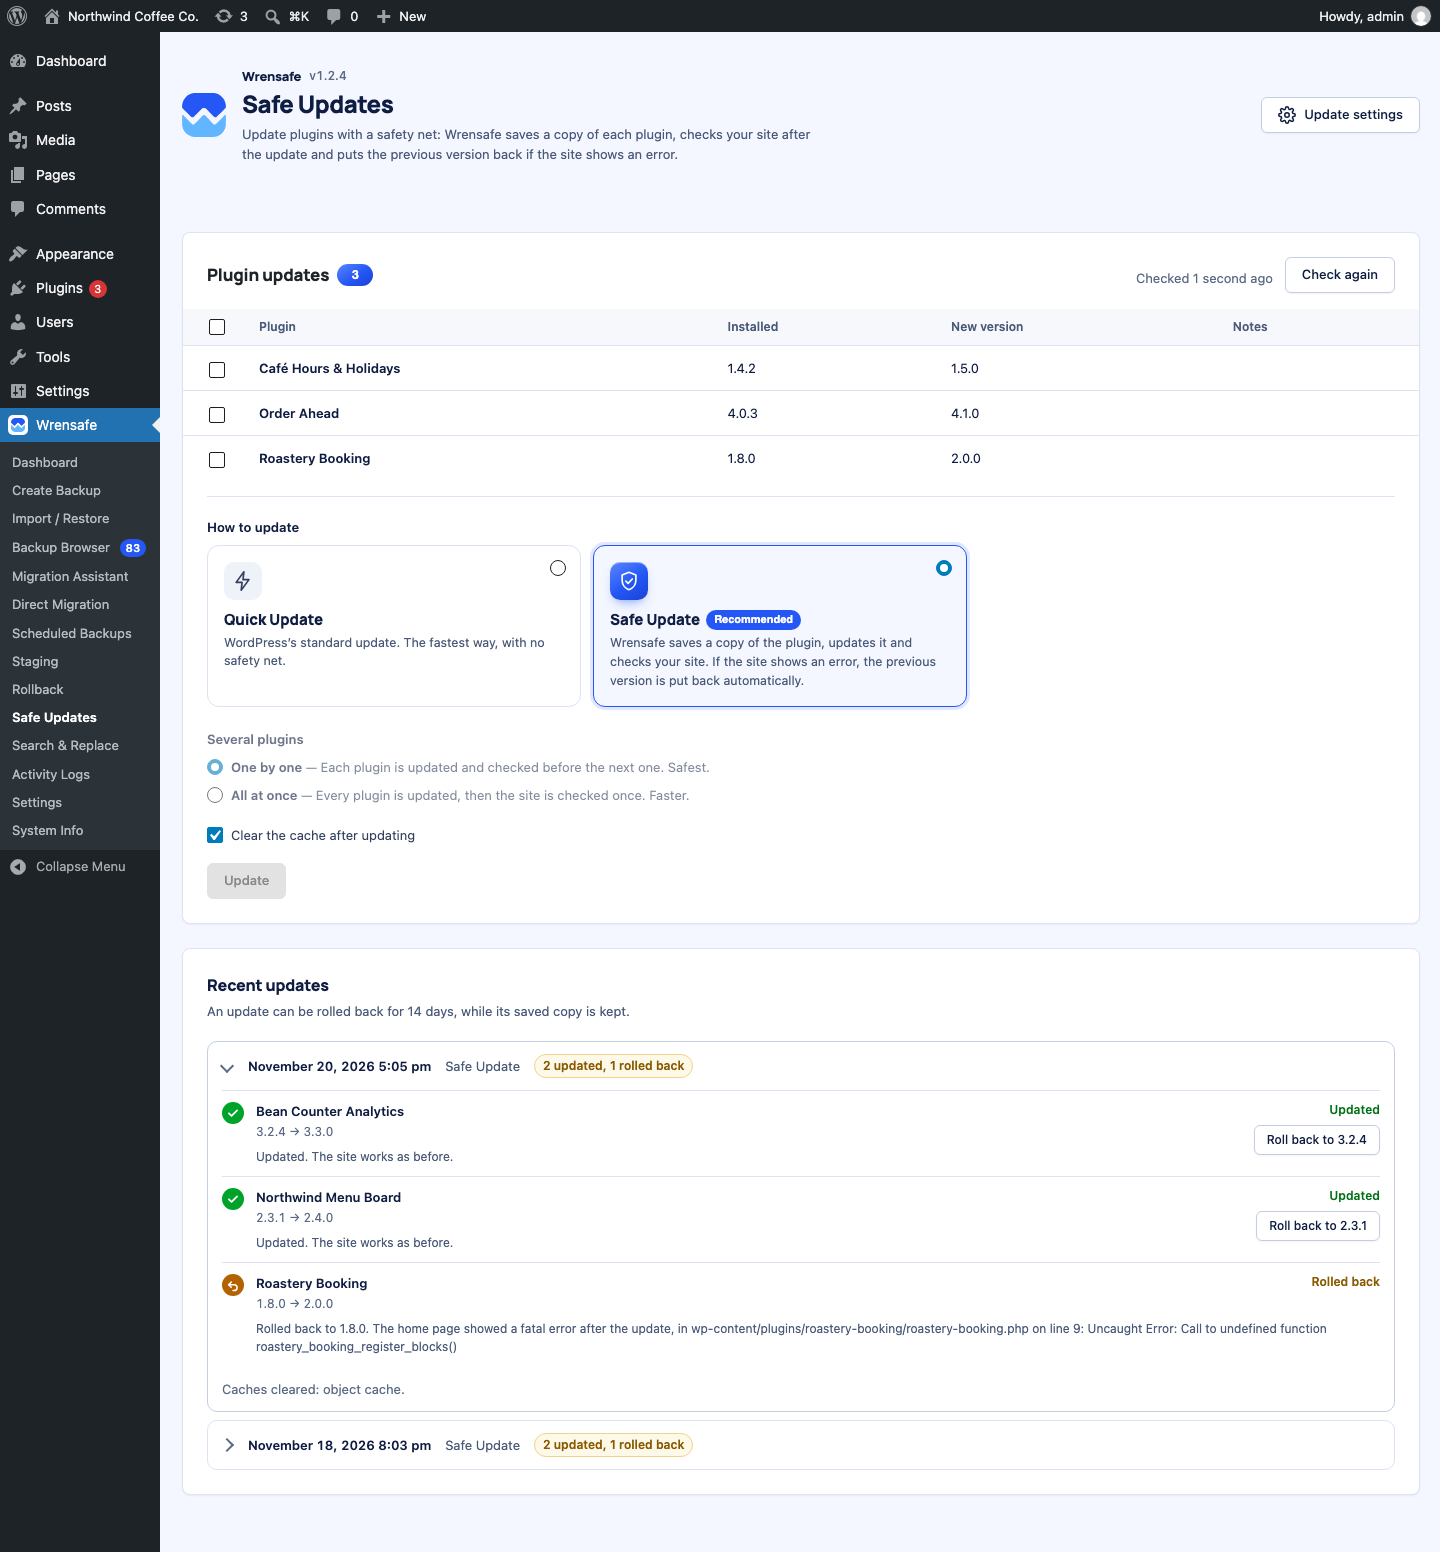 Northwind Coffee Co.
3
⌘K
0
New
Howdy, admin
Dashboard
Posts
Media
Pages
Comments
Appearance
Plugins 3
Users
Tools
Settings
Wrensafe
Dashboard
Create Backup
Import / Restore
Backup Browser 83
Migration Assistant
Direct Migration
Scheduled Backups
Staging
Rollback
Safe Updates
Search & Replace
Activity Logs
Settings
System Info
Collapse Menu
Wrensafe v1.2.4
Safe Updates
Update plugins with a safety net: Wrensafe saves a copy of each plugin, checks your site after
the update and puts the previous version back if the site shows an error.
Update settings
Plugin updates 3
Checked 1 second ago
Check again
Plugin Installed New version Notes
Café Hours & Holidays 1.4.2 1.5.0
Order Ahead 4.0.3 4.1.0
Roastery Booking 1.8.0 2.0.0
How to update
Quick Update
WordPress’s standard update. The fastest way, with no
safety net.
Safe Update Recommended
Wrensafe saves a copy of the plugin, updates it and
checks your site. If the site shows an error, the previous
version is put back automatically.
Several plugins
One by one — Each plugin is updated and checked before the next one. Safest.
All at once — Every plugin is updated, then the site is checked once. Faster.
Clear the cache after updating
Update
Recent updates
An update can be rolled back for 14 days, while its saved copy is kept.
November 20, 2026 5:05 pm Safe Update 2 updated, 1 rolled back
Bean Counter Analytics
3.2.4 → 3.3.0
Updated. The site works as before.
Updated
Roll back to 3.2.4
Northwind Menu Board
2.3.1 → 2.4.0
Updated. The site works as before.
Updated
Roll back to 2.3.1
Roastery Booking
1.8.0 → 2.0.0
Rolled back
Rolled back to 1.8.0. The home page showed a fatal error after the update, in wp-content/plugins/roastery-booking/roastery-booking.php on line 9: Uncaught Error: Call to undefined function
roastery_booking_register_blocks()
Caches cleared: object cache.
November 18, 2026 8:03 pm Safe Update 2 updated, 1 rolled back